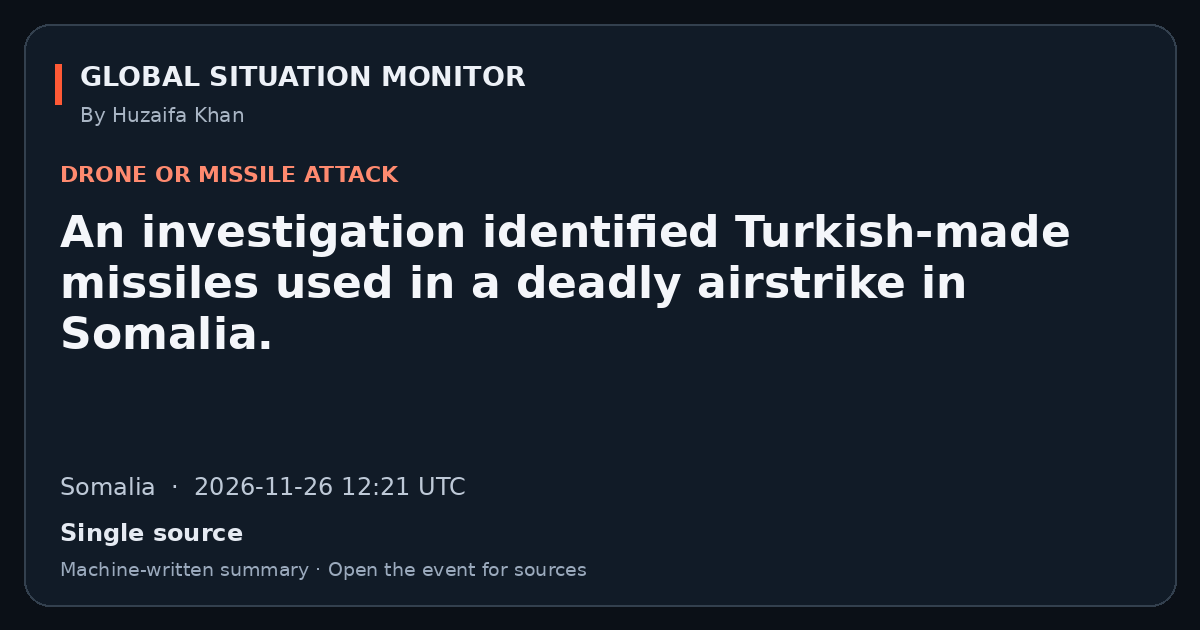 GLOBAL SITUATION MONITOR
By Huzaifa Khan
DRONE OR MISSILE ATTACK
An investigation identified Turkish-made
missiles used in a deadly airstrike in
Somalia.
Somalia · 2026-11-26 12:21 UTC
Single source
Machine-written summary · Open the event for sources